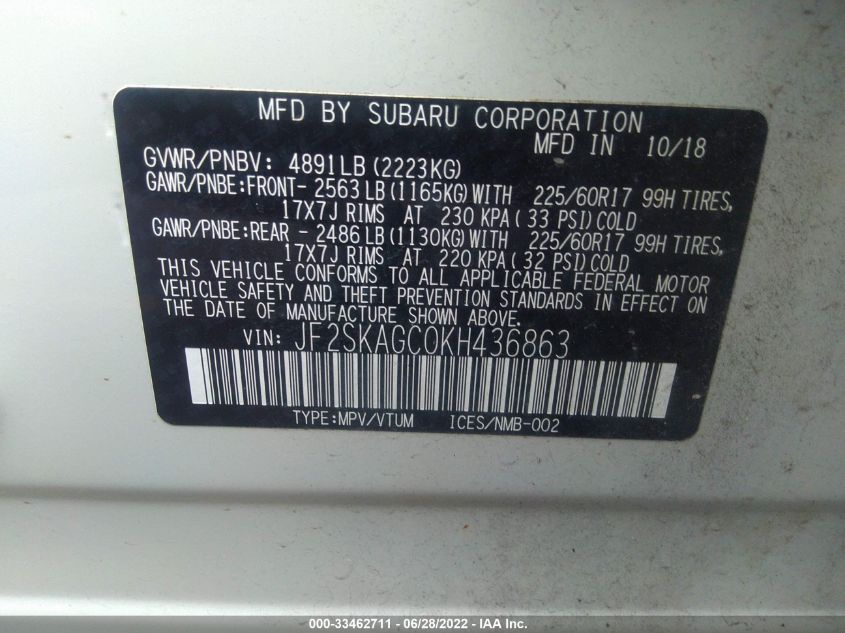 MFD BY SUBARU CORPORATION
MFD IN 10/18
GVWR/PNBV: 4891LB(2223KG)
GAWR/PNBE:FRONT- 2563LB(1165KG)WITH 225/60R17 99H TIRES,
17X7J RIMS AT 230 KPA(33 PSI)COLD
GAWR/PNBE:REAR - 2486LB(1130KG)WITH 225/60R17 99H TIRES,
17X7J RIMS AT 220 KPA(32 PSI)COLD
THIS VEHICLE CONFORMS TO ALL APPLICABLE FEDERAL MOTOR
VEHICLE SAFETY AND THEFT PREVENTION STANDARDS IN EFFECT ON
THE DATE OF MANUFACTURE SHOWN ABOVE.
VIN: JF2SKAGC0KH436863
TYPE:MPV/VTUM ICES/NMB-002
000-33462711 - 06/28/2022 - IAA Inc.